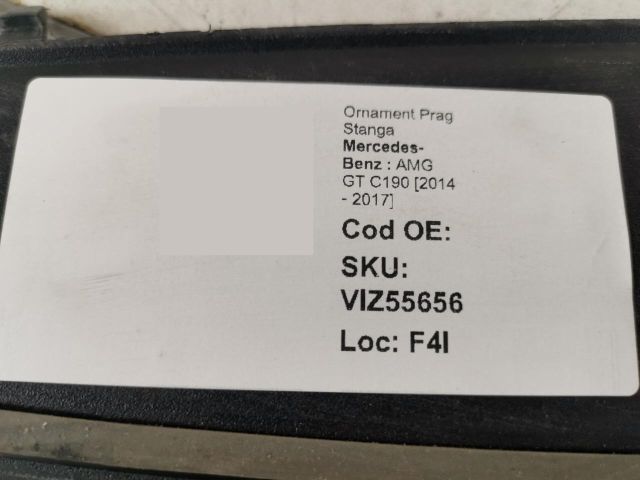 Ornament Prag
Stanga
Mercedes-
Benz : AMG
GT C190 [2014
- 2017]
Cod OE:
SKU:
VIZ55656
Loc: F4I